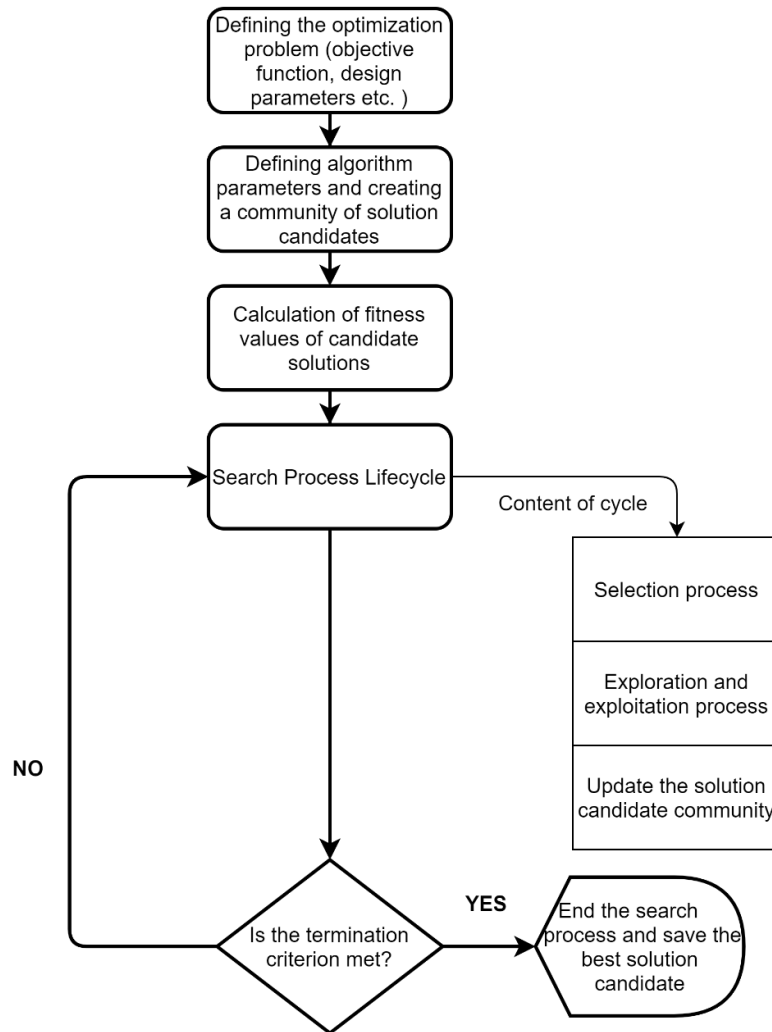 Defining the optimization
problem (objective
function, design
parameters etc. )
Defining algorithm
parameters and creating
a community of solution
candidates
Calculation of fitness
values of candidate
solutions
Search Process Lifecycle
Content of cycle
Selection process
Exploration and
exploitation process
Update the solution
candidate community
NO
Is the termination
criterion met?
YES
End the search
process and save the
best solution
candidate